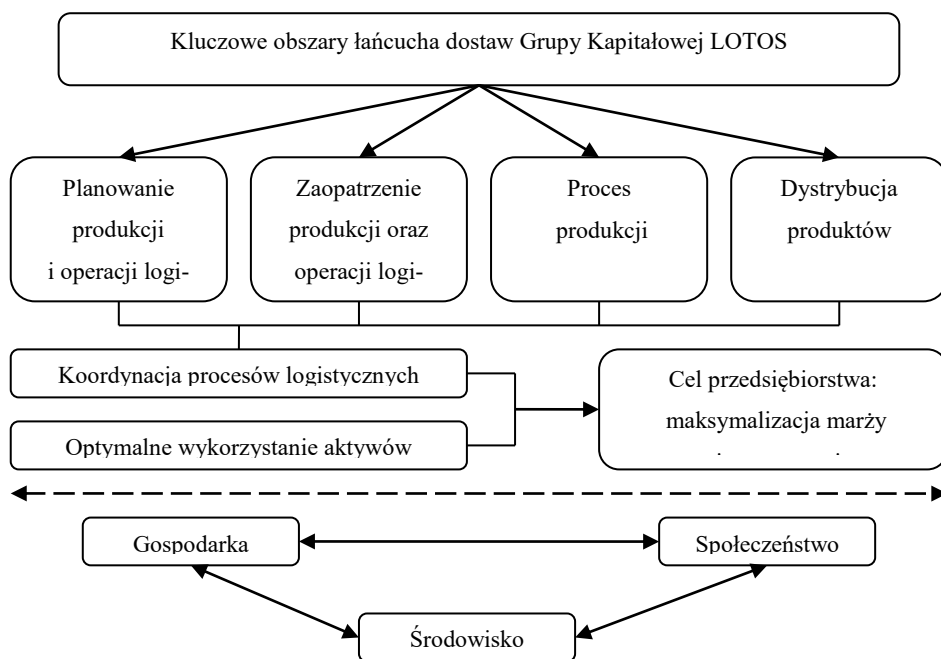 Kluczowe obszary łańcucha dostaw Grupy Kapitałowej LOTOS
Planowanie
produkcji
i operacji logi-
Zaopatrzenie
produkcji oraz
operacji logi-
Proces
produkcji
Dystrybucja
produktów
Koordynacja procesów logistycznych
Optymalne wykorzystanie aktywów
Cel przedsiębiorstwa:
maksymalizacja marży
Gospodarka
Społeczeństwo
Środowisko